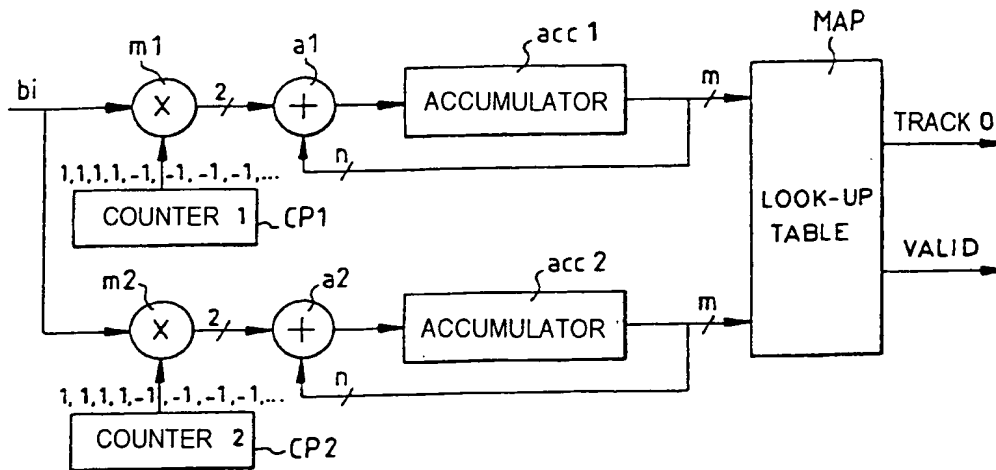 MAP
m1
a1
acc 1
bi
×
2
+
ACCUMULATOR
m
TRACK 0
n
1,1,1,1,-1,-1,-1,-1,...
COUNTER 1
CP1
LOOK-UP
TABLE
VALID
m2
a2
acc 2
×
2
+
ACCUMULATOR
m
n
1,1,1,1,-1,-1,-1,-1,...
COUNTER 2
CP2